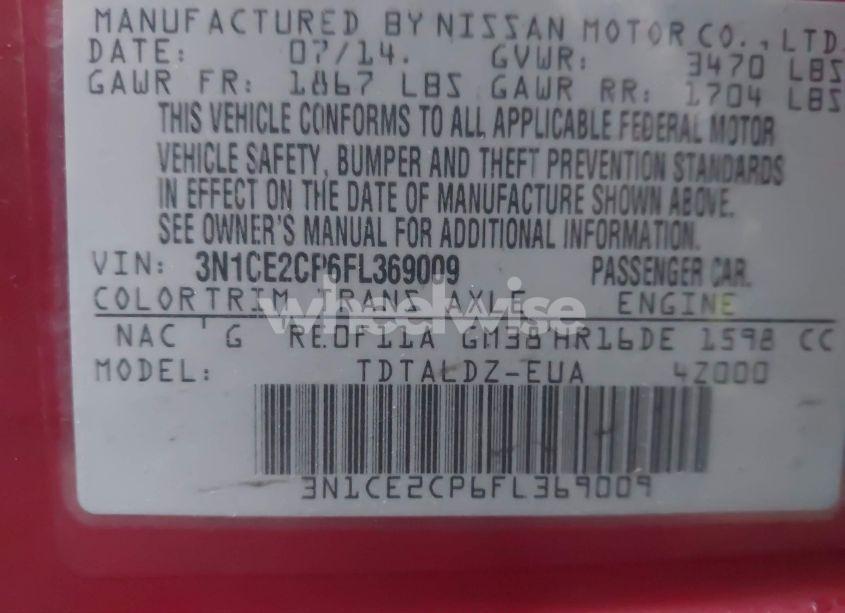 MANUFACTURED BY NISSAN MOTOR CO., LTD
DATE: 07/14. GVWR: 3470 LBS
GAWR FR: 1867 LBS GAWR RR: 1704 LBS
THIS VEHICLE CONFORMS TO ALL APPLICABLE FEDERAL MOTOR
VEHICLE SAFETY, BUMPER AND THEFT PREVENTION STANDARDS
IN EFFECT ON THE DATE OF MANUFACTURE SHOWN ABOVE.
SEE OWNER'S MANUAL FOR ADDITIONAL INFORMATION.
VIN: 3N1CE2CP6FL369009 PASSENGER CAR.
COLOR TRIM TRANS AXLE ENGINE
wheelwise
NAC G RE0F11A GM38 HR16DE 1598 CC
MODEL: TDTALDZ-EUA 4Z000
3N1CE2CP6FL369009